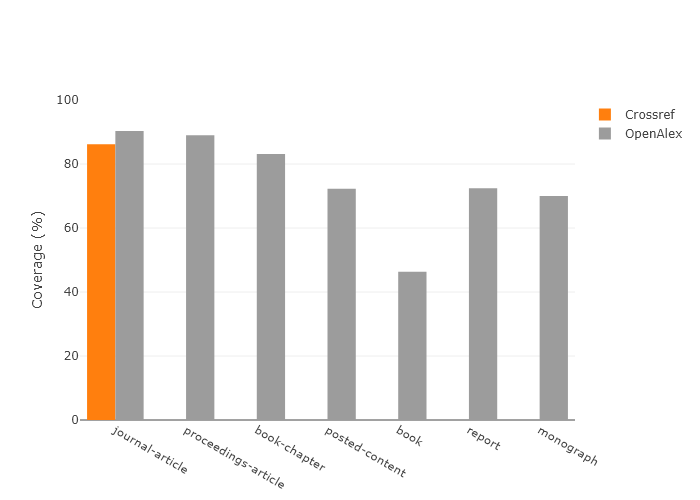 100
80
60
40
20
0
Coverage (%)
journal-article
proceedings-article
book-chapter
posted-content
book
report
monograph
Crossref
OpenAlex